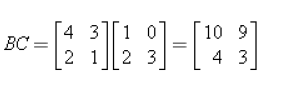 BC = [4 3; 2 1] [1 0; 2 3] = [10 9; 4 3]